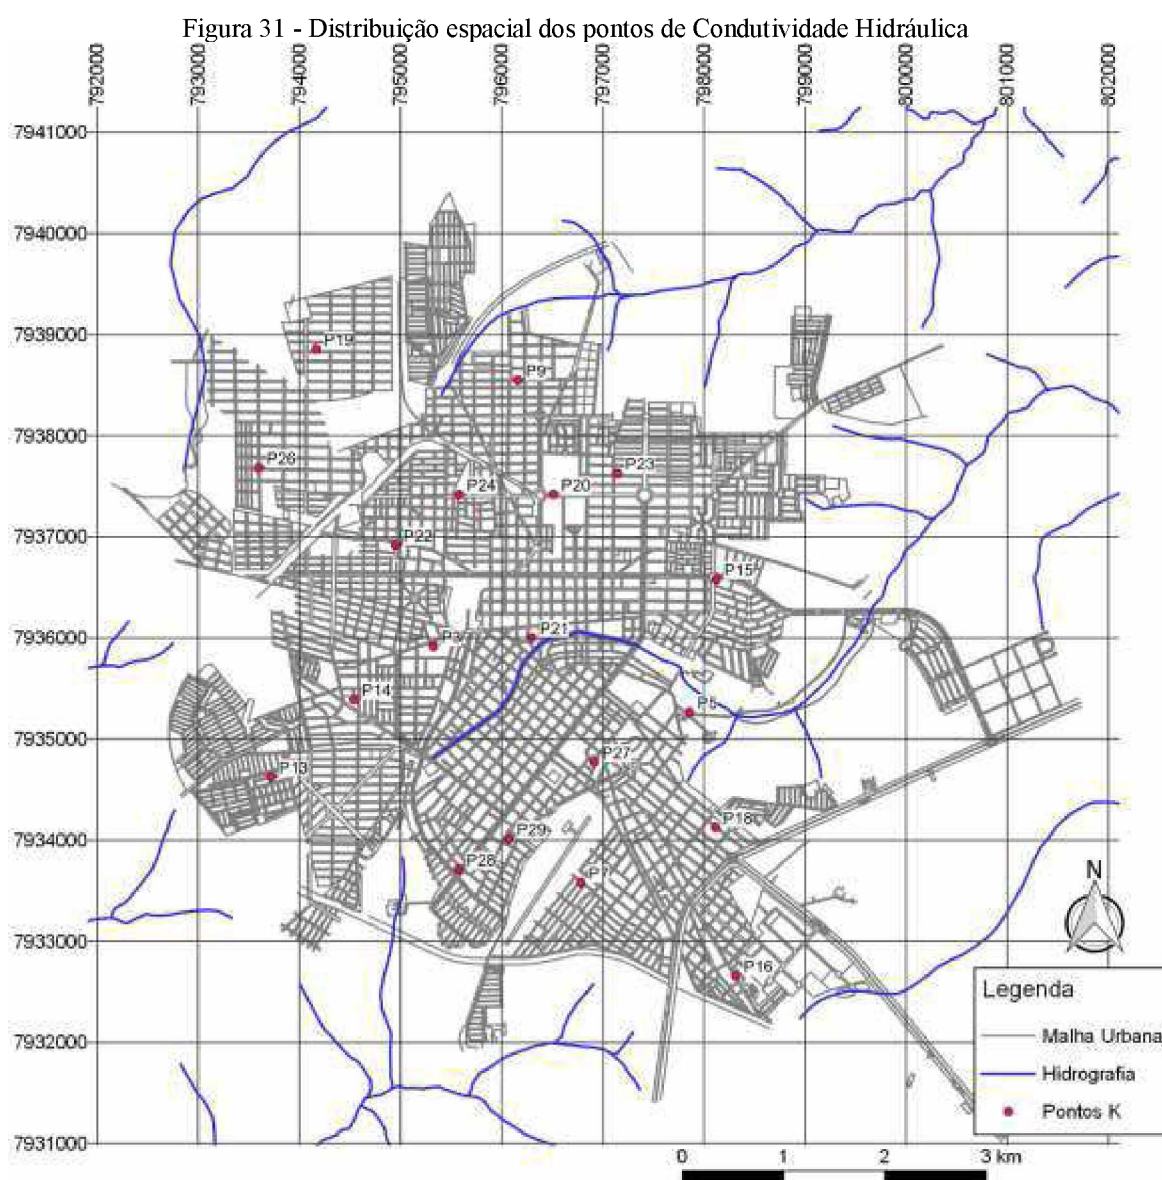 Figura 31 - Distribuição espacial dos pontos de Condutividade Hidráulica
792000 793000 794000 795000 796000 797000 798000 799000 800000 801000 802000
7941000
7940000
7939000
P19
P9
7938000
P26
P24
P20
P23
7937000
P22
P15
7936000
P3
P21
P14
P5
7935000
P13
P27
P18
7934000
P29
P28
P7
7933000
P16
N
Legenda
7932000
Malha Urbana
Hidrografia
Pontos K
7931000
0 1 2 3 km